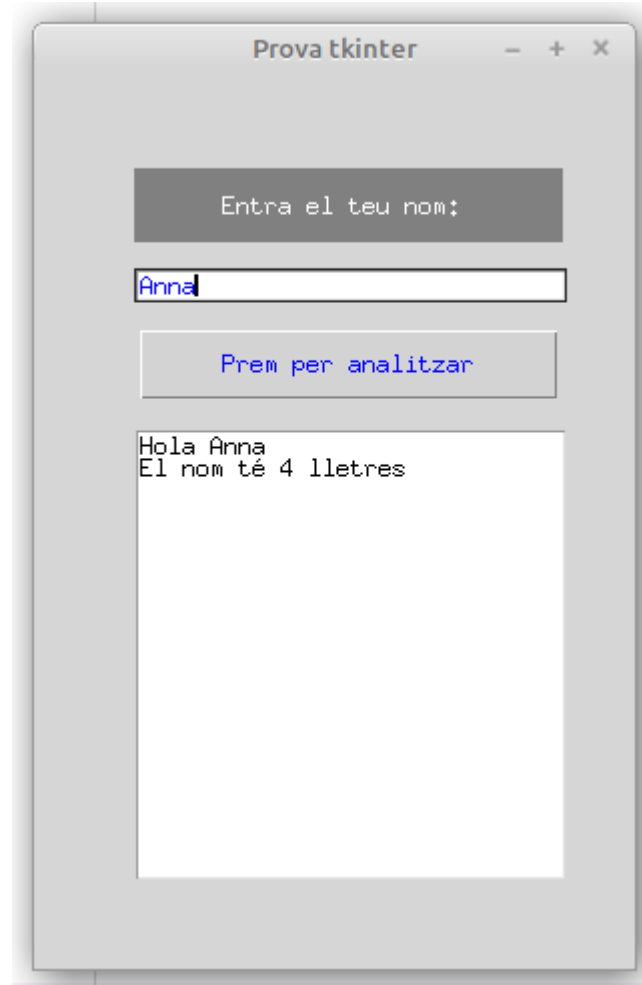 Prova tkinter
Entra el teu nom:
Anna
Prem per analitzar
Hola Anna
El nom té 4 lletres